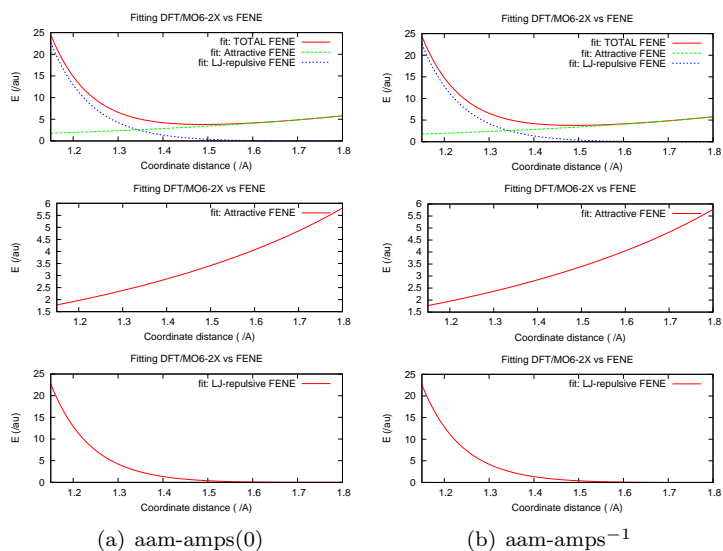 Fitting DFT/MO6-2X vs FENE
fit: TOTAL FENE
fit: Attractive FENE
fit: LJ-repulsive FENE
E (/au)
25
20
15
10
5
0
1.2 1.3 1.4 1.5 1.6 1.7 1.8
Coordinate distance ( /A)
Fitting DFT/MO6-2X vs FENE
fit: Attractive FENE
E (/au)
6
5.5
5
4.5
4
3.5
3
2.5
2
1.5
1.2 1.3 1.4 1.5 1.6 1.7 1.8
Coordinate distance ( /A)
Fitting DFT/MO6-2X vs FENE
fit: LJ-repulsive FENE
E (/au)
25
20
15
10
5
0
1.2 1.3 1.4 1.5 1.6 1.7 1.8
Coordinate distance ( /A)
(a) aam-amps(0)
Fitting DFT/MO6-2X vs FENE
fit: TOTAL FENE
fit: Attractive FENE
fit: LJ-repulsive FENE
E (/au)
25
20
15
10
5
0
1.2 1.3 1.4 1.5 1.6 1.7 1.8
Coordinate distance ( /A)
Fitting DFT/MO6-2X vs FENE
fit: Attractive FENE
E (/au)
6
5.5
5
4.5
4
3.5
3
2.5
2
1.5
1.2 1.3 1.4 1.5 1.6 1.7 1.8
Coordinate distance ( /A)
Fitting DFT/MO6-2X vs FENE
fit: LJ-repulsive FENE
E (/au)
25
20
15
10
5
0
1.2 1.3 1.4 1.5 1.6 1.7 1.8
Coordinate distance ( /A)
(b) aam-amps⁻¹